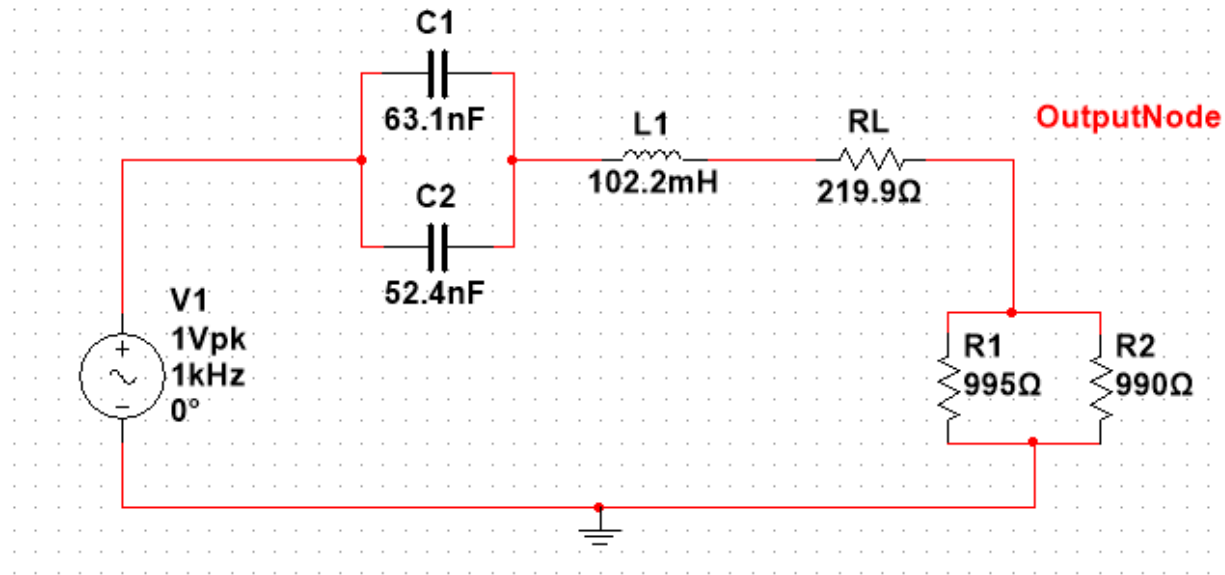 C1
63.1nF
C2
52.4nF
L1
102.2mH
RL
219.9Ω
OutputNode
V1
1Vpk
1kHz
0°
R1
995Ω
R2
990Ω